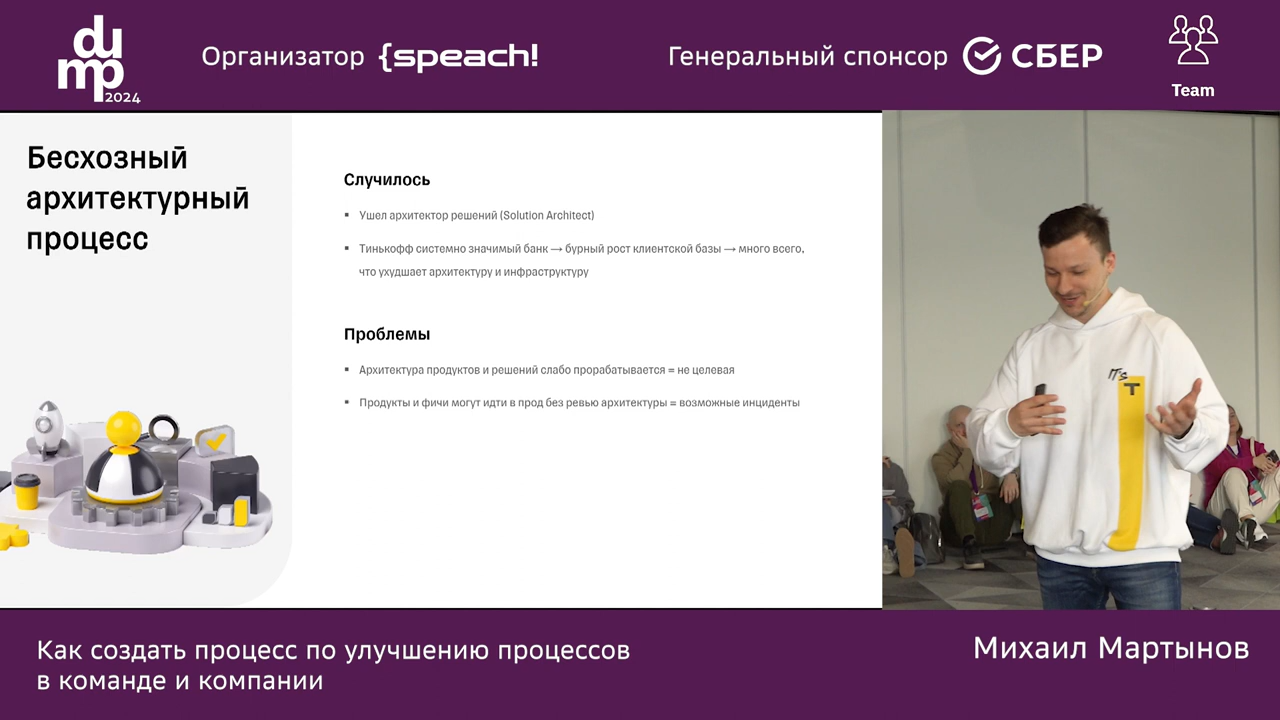 dump
2024
Организатор {speach!
Генеральный спонсор СБЕР
Team
Бесхозный
архитектурный
процесс
Случилось
▪ Ушел архитектор решений (Solution Architect)
▪ Тинькофф системно значимый банк → бурный рост клиентской базы → много всего,
что ухудшает архитектуру и инфраструктуру
Проблемы
▪ Архитектура продуктов и решений слабо прорабатывается = не целевая
▪ Продукты и фичи могут идти в прод без ревью архитектуры = возможные инциденты
IT'S
T
Как создать процесс по улучшению процессов
в команде и компании
Михаил Мартынов